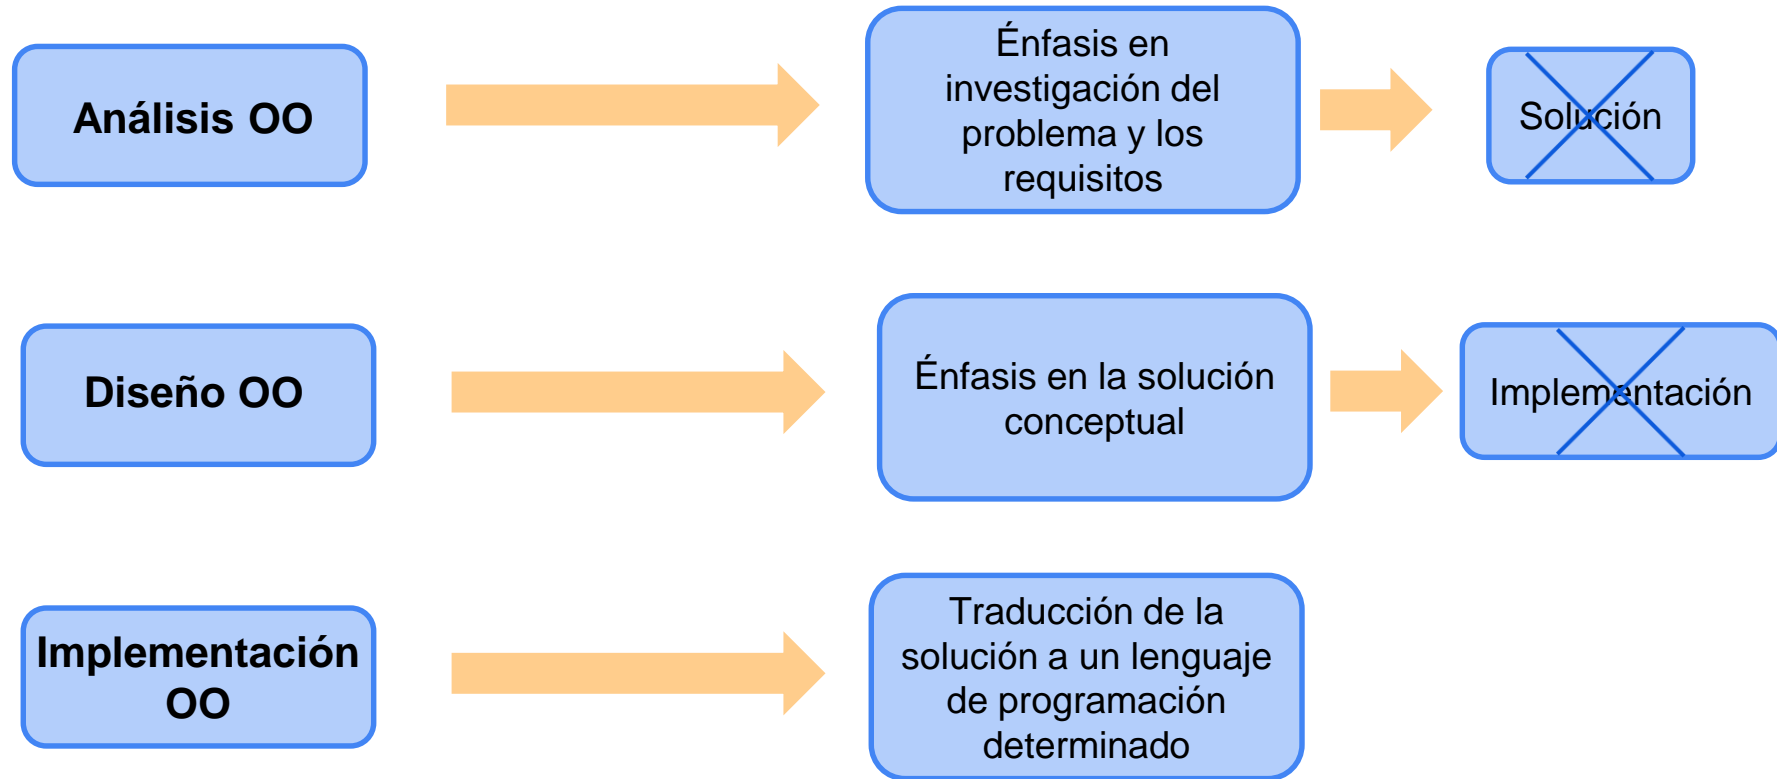 Análisis OO
Énfasis en
investigación del
problema y los
requisitos
Solución
Diseño OO
Énfasis en la solución
conceptual
Implementación
Implementación
OO
Traducción de la
solución a un lenguaje
de programación
determinado